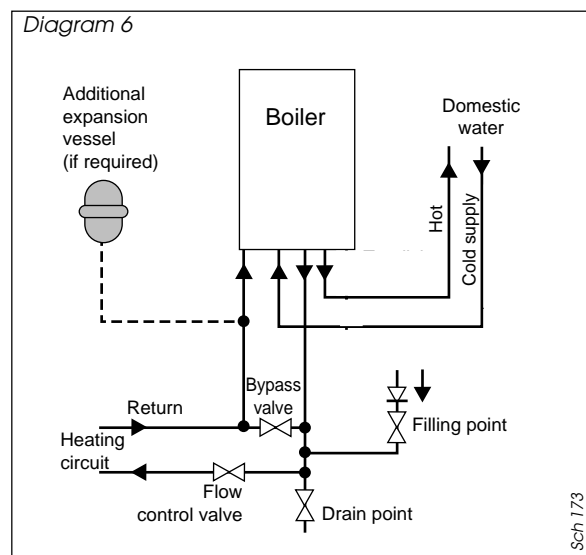 Diagram 6
Additional
expansion
vessel
(if required)
Boiler
Domestic
water
Hot
Cold supply
Bypass
valve
Return
Filling point
Heating
circuit
Flow
control valve
Drain point
Sch 173